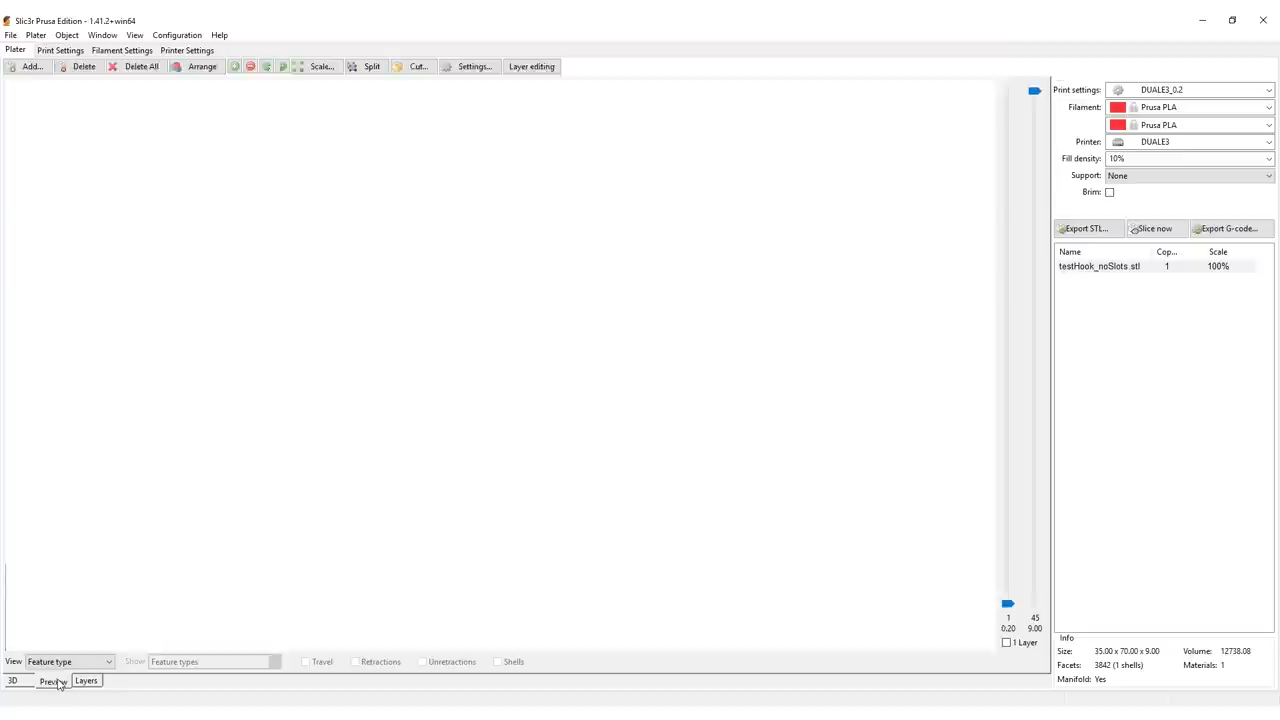 Slic3r Prusa Edition - 1.41.2+win64
File Plater Object Window View Configuration Help
Plater Print Settings Filament Settings Printer Settings
Add... Delete Delete All Arrange Scale... Split Cut... Settings... Layer editing
Print settings: DUALE3_0.2
Filament: Prusa PLA
Prusa PLA
Printer: DUALE3
Fill density: 10%
Support: None
Brim:
Export STL... Slice now Export G-code...
Name Cop... Scale
testHook_noSlots.stl 1 100%
1 45
0.20 9.00
1 Layer
Info
Size: 35.00 x 70.00 x 9.00 Volume: 12738.08
Facets: 3842 (1 shells) Materials: 1
Manifold: Yes
View Feature type Show Feature types Travel Retractions Unretractions Shells
3D Preview Layers